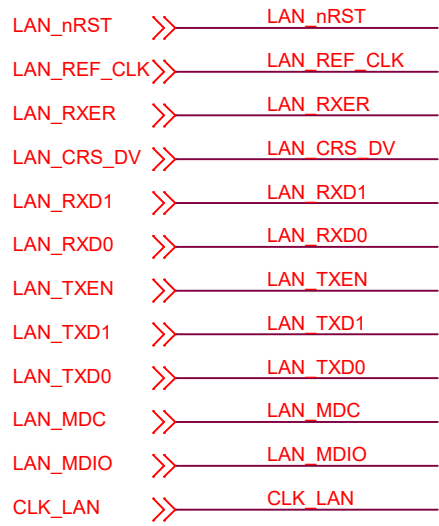 LAN_nRST LAN_nRST
LAN_REF_CLK LAN_REF_CLK
LAN_RXER LAN_RXER
LAN_CRS_DV LAN_CRS_DV
LAN_RXD1 LAN_RXD1
LAN_RXD0 LAN_RXD0
LAN_TXEN LAN_TXEN
LAN_TXD1 LAN_TXD1
LAN_TXD0 LAN_TXD0
LAN_MDC LAN_MDC
LAN_MDIO LAN_MDIO
CLK_LAN CLK_LAN